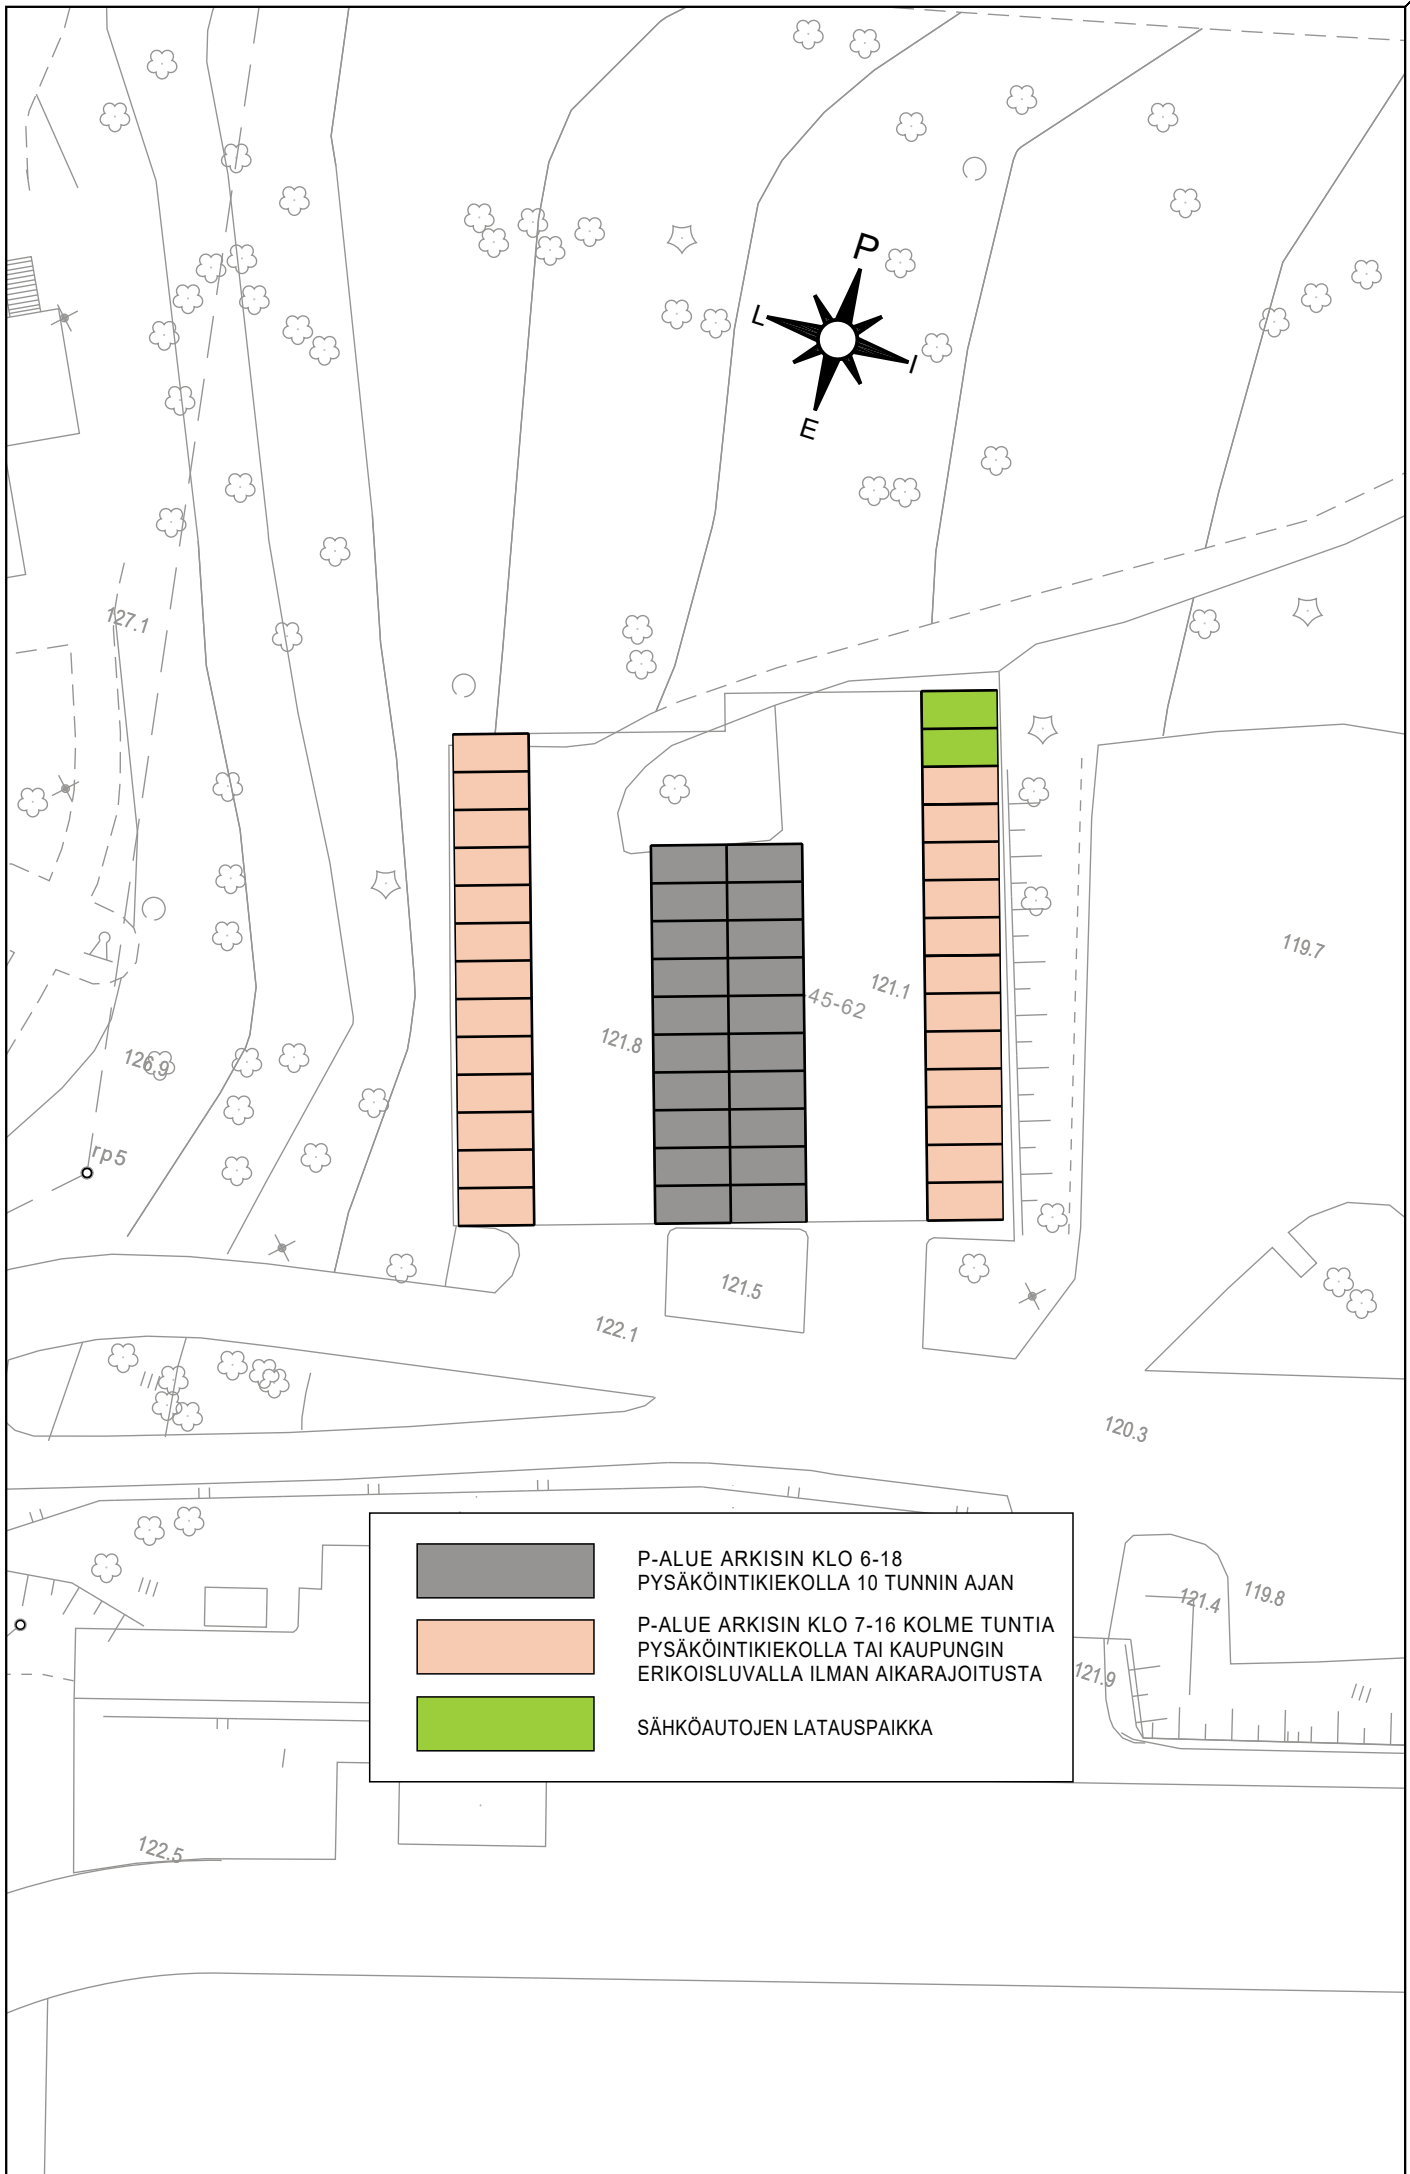 P
L
I
E
127.1
119.7
121.1
45-62
121.8
126.9
rp5
121.5
122.1
120.3
P-ALUE ARKISIN KLO 6-18
PYSÄKÖINTIKIEKOLLA 10 TUNNIN AJAN
P-ALUE ARKISIN KLO 7-16 KOLME TUNTIA
PYSÄKÖINTIKIEKOLLA TAI KAUPUNGIN
ERIKOISLUVALLA ILMAN AIKARAJOITUSTA
SÄHKÖAUTOJEN LATAUSPAIKKA
121.4
119.8
121.9
122.5